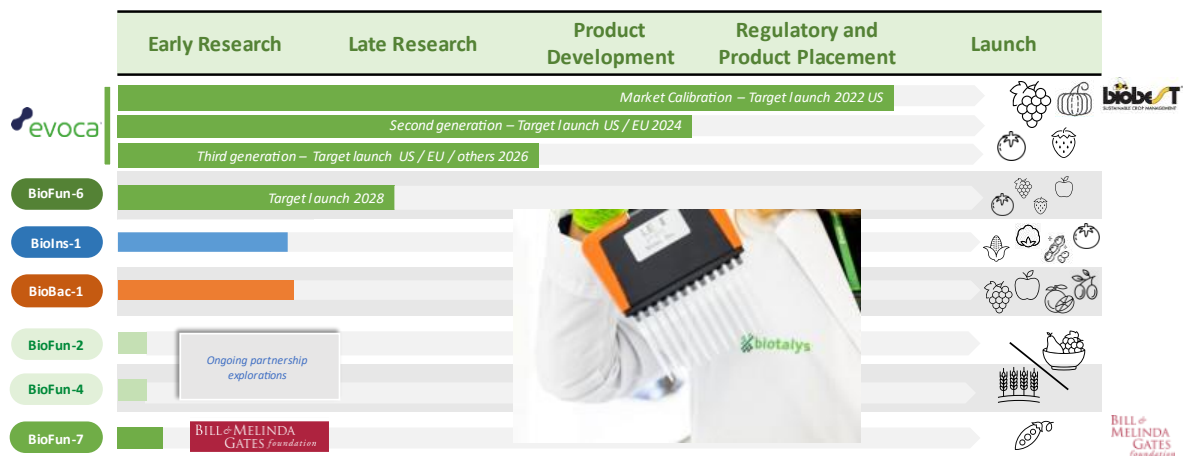 Early Research
Late Research
Product
Development
Regulatory and
Product Placement
Launch
evoca
Market Calibration – Target launch 2022 US
Second generation – Target launch US / EU 2024
Third generation – Target launch US / EU / others 2026
biobest
SUSTAINABLE CROP MANAGEMENT
BioFun-6
Target launch 2028
BioIns-1
BioBac-1
BioFun-2
Ongoing partnership
explorations
BioFun-4
biotalys
BioFun-7
BILL & MELINDA
GATES foundation
BILL &
MELINDA
GATES
foundation